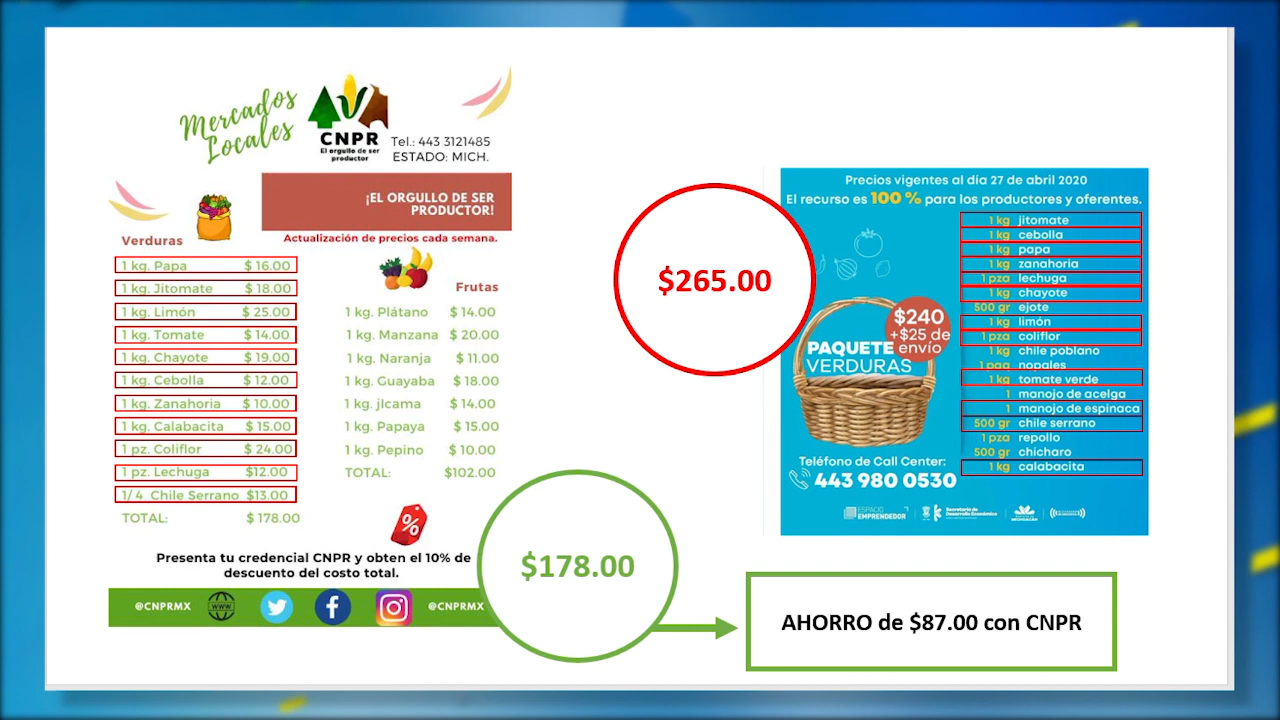 Mercados
Locales
CNPR
El orgullo de ser
productor
Tel.: 443 3121485
ESTADO: MICH.
¡EL ORGULLO DE SER
PRODUCTOR!
Actualización de precios cada semana.
Verduras
1 kg. Papa $ 16.00
1 kg. Jitomate $ 18.00
1 kg. Limón $ 25.00
1 kg. Tomate $ 14.00
1 kg. Chayote $ 19.00
1 kg. Cebolla $ 12.00
1 kg. Zanahoria $ 10.00
1 kg. Calabacita $ 15.00
1 pz. Coliflor $ 24.00
1 pz. Lechuga $12.00
1/ 4 Chile Serrano $13.00
TOTAL: $ 178.00
Frutas
1 kg. Plátano $ 14.00
1 kg. Manzana $ 20.00
1 kg. Naranja $ 11.00
1 kg. Guayaba $ 18.00
1 kg. jIcama $ 14.00
1 kg. Papaya $ 15.00
1 kg. Pepino $ 10.00
TOTAL: $102.00
%
Presenta tu credencial CNPR y obten el 10% de
descuento del costo total.
@CNPRMX
WWW
@CNPRMX
$265.00
$178.00
Precios vigentes al día 27 de abril 2020
El recurso es 100 % para los productores y oferentes.
$240
+$25 de
envío
PAQUETE
VERDURAS
1 kg jitomate
1 kg cebolla
1 kg papa
1 kg zanahoria
1 pza lechuga
1 kg chayote
500 gr ejote
1 kg limón
1 pza coliflor
1 kg chile poblano
1 paq nopales
1 kg tomate verde
1 manojo de acelga
1 manojo de espinaca
500 gr chile serrano
1 pza repollo
500 gr chícharo
1 kg calabacita
Teléfono de Call Center:
443 980 0530
ESPACIO
EMPRENDEDOR
Secretaría de
Desarrollo Económico
AHORRO de $87.00 con CNPR